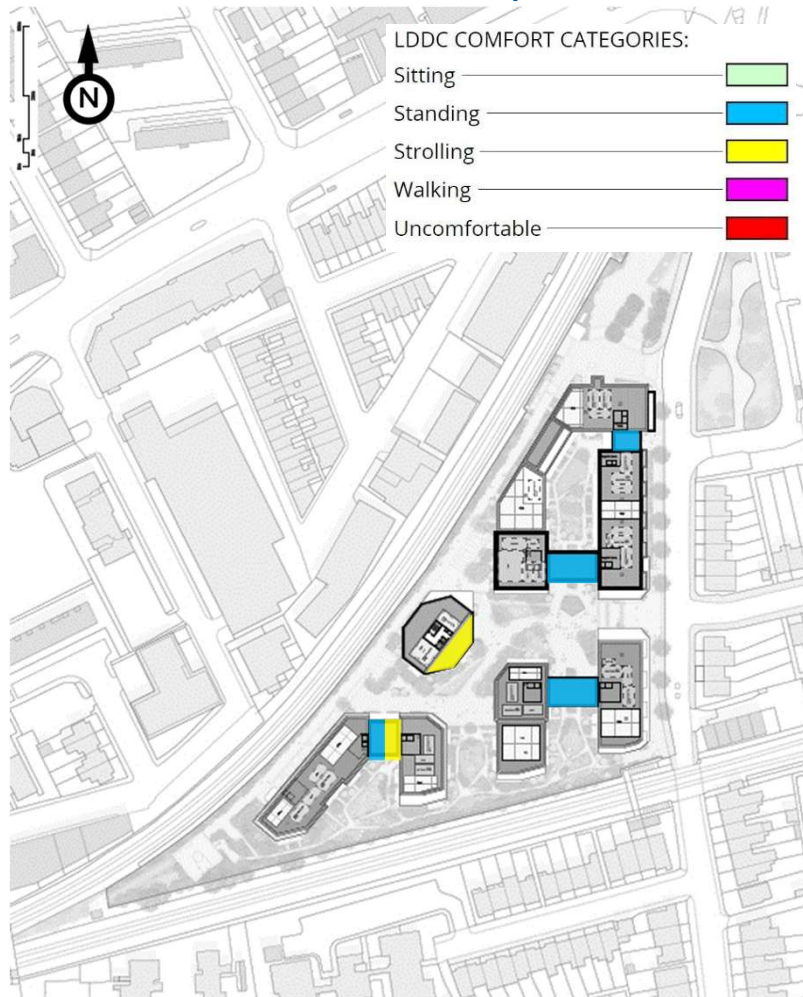 LDDC COMFORT CATEGORIES:
Sitting
Standing
Strolling
Walking
Uncomfortable
N